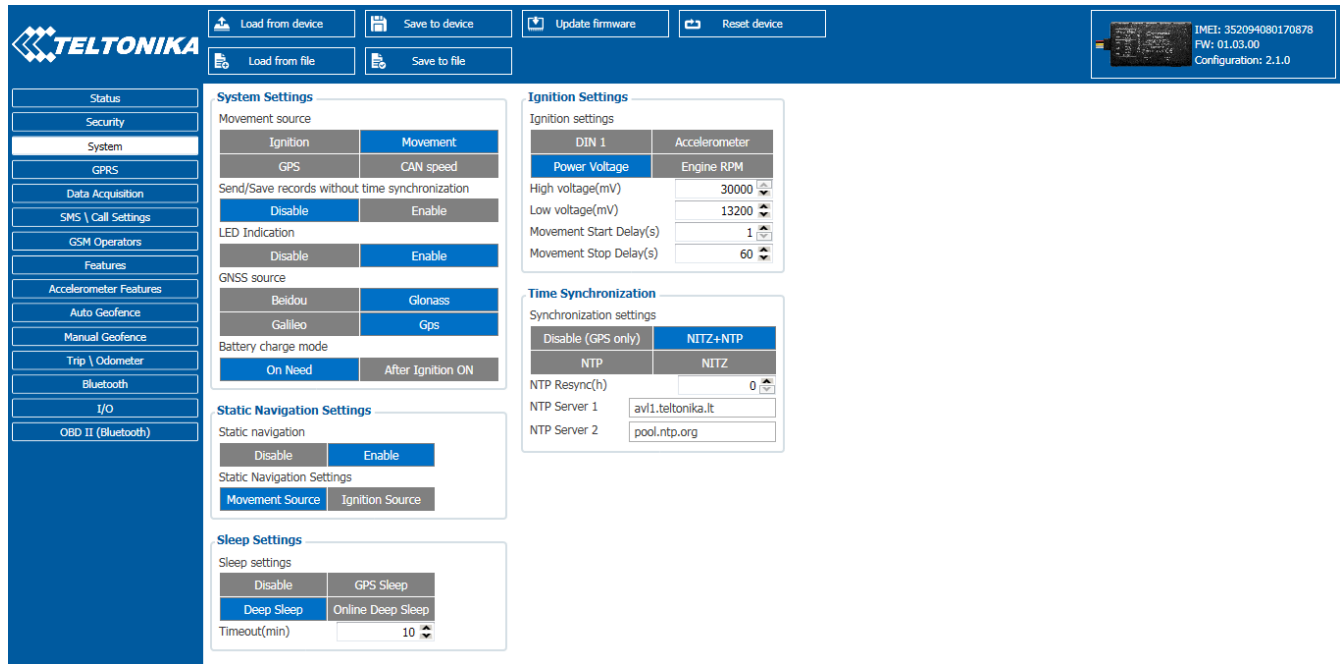 TELTONIKA
Load from device
Save to device
Update firmware
Reset device
Load from file
Save to file
IMEI: 352094080170878
FW: 01.03.00
Configuration: 2.1.0
Status
Security
System
GPRS
Data Acquisition
SMS \ Call Settings
GSM Operators
Features
Accelerometer Features
Auto Geofence
Manual Geofence
Trip \ Odometer
Bluetooth
I/O
OBD II (Bluetooth)
System Settings
Movement source
Ignition Movement
GPS CAN speed
Send/Save records without time synchronization
Disable Enable
LED Indication
Disable Enable
GNSS source
Beidou Glonass
Galileo Gps
Battery charge mode
On Need After Ignition ON
Static Navigation Settings
Static navigation
Disable Enable
Static Navigation Settings
Movement Source Ignition Source
Sleep Settings
Sleep settings
Disable GPS Sleep
Deep Sleep Online Deep Sleep
Timeout(min) 10
Ignition Settings
Ignition settings
DIN 1 Accelerometer
Power Voltage Engine RPM
High voltage(mV) 30000
Low voltage(mV) 13200
Movement Start Delay(s) 1
Movement Stop Delay(s) 60
Time Synchronization
Synchronization settings
Disable (GPS only) NITZ+NTP
NTP NITZ
NTP Resync(h) 0
NTP Server 1 avl1.teltonika.lt
NTP Server 2 pool.ntp.org